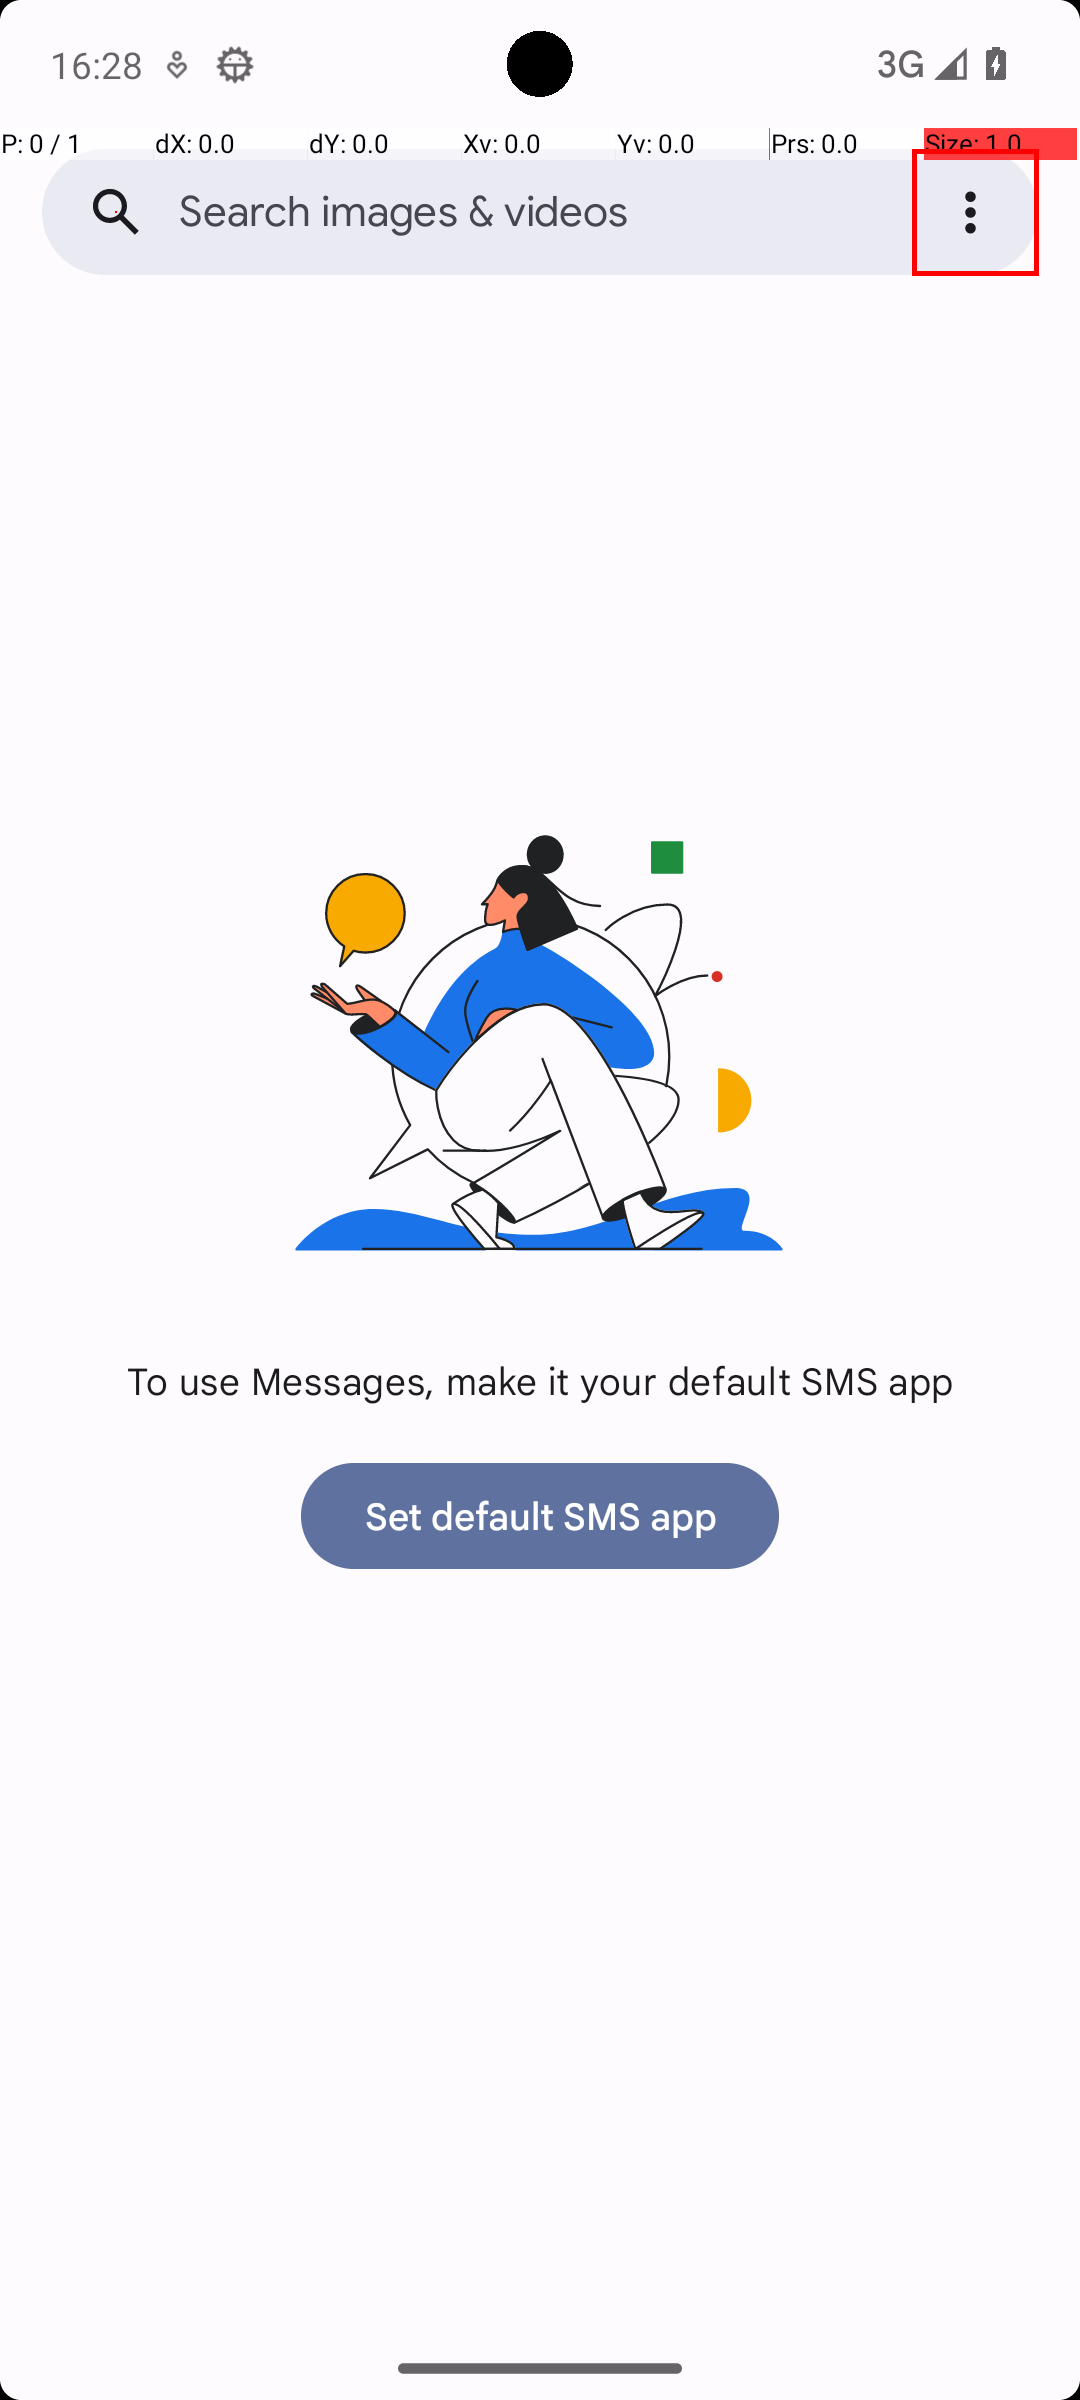 16:28
3G
P: 0 / 1 dX: 0.0 dY: 0.0 Xv: 0.0 Yv: 0.0 Prs: 0.0 Size: 1.0
Search images & videos
To use Messages, make it your default SMS app
Set default SMS app